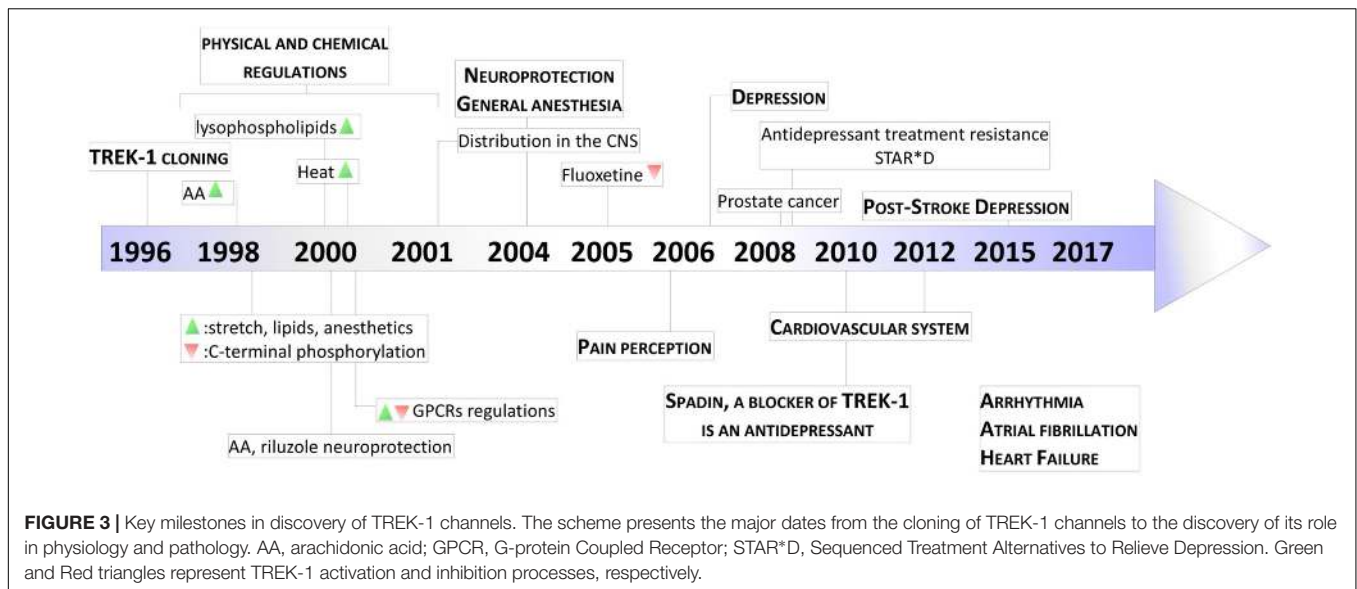 PHYSICAL AND CHEMICAL
REGULATIONS
lysophospholipids
TREK-1 CLONING
AA
Heat
NEUROPROTECTION
GENERAL ANESTHESIA
Distribution in the CNS
Fluoxetine
DEPRESSION
Antidepressant treatment resistance
STAR*D
Prostate cancer
POST-STROKE DEPRESSION
1996 1998 2000 2001 2004 2005 2006 2008 2010 2012 2015 2017
:stretch, lipids, anesthetics
:C-terminal phosphorylation
GPCRs regulations
AA, riluzole neuroprotection
PAIN PERCEPTION
CARDIOVASCULAR SYSTEM
SPADIN, A BLOCKER OF TREK-1
IS AN ANTIDEPRESSANT
ARRHYTHMIA
ATRIAL FIBRILLATION
HEART FAILURE
FIGURE 3 | Key milestones in discovery of TREK-1 channels. The scheme presents the major dates from the cloning of TREK-1 channels to the discovery of its role
in physiology and pathology. AA, arachidonic acid; GPCR, G-protein Coupled Receptor; STAR*D, Sequenced Treatment Alternatives to Relieve Depression. Green
and Red triangles represent TREK-1 activation and inhibition processes, respectively.